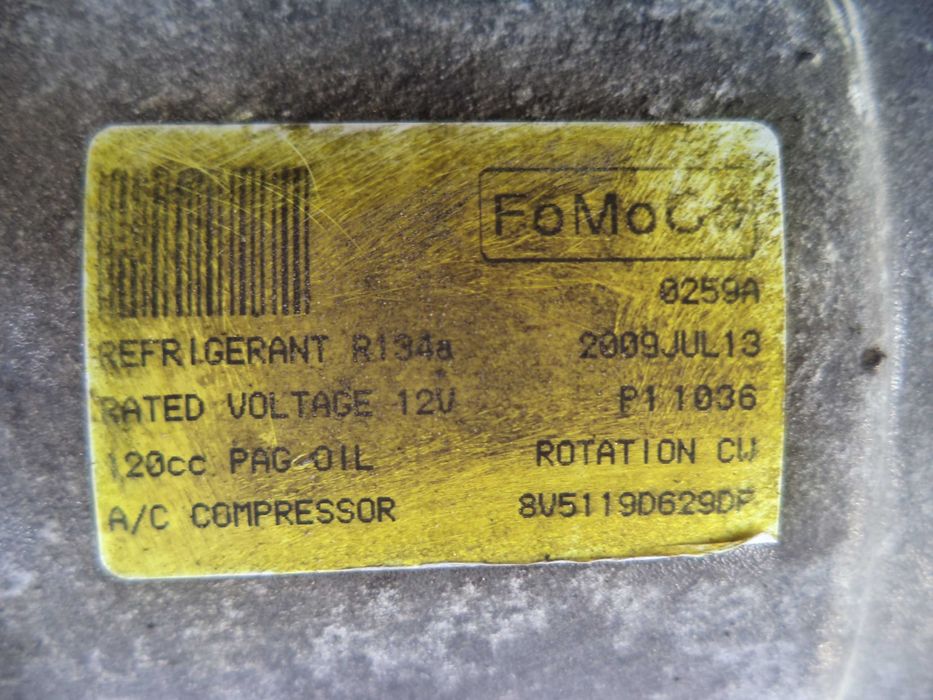 FoMoCo
0259A
REFRIGERANT R134a 2009JUL13
RATED VOLTAGE 12V P11036
120cc PAG OIL ROTATION CW
A/C COMPRESSOR 8V5119D629DF